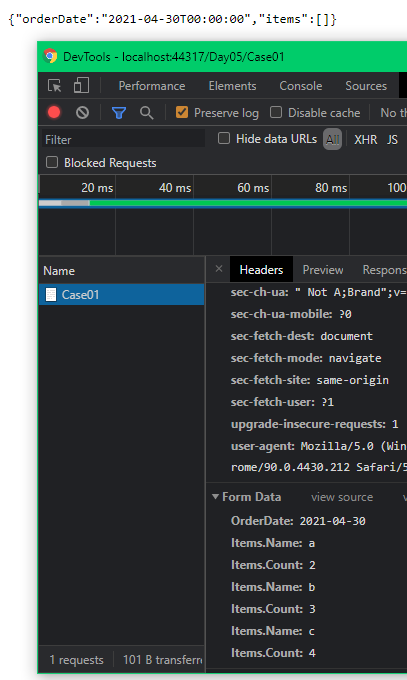 {"orderDate":"2021-04-30T00:00:00","items":[]}
DevTools - localhost:44317/Day05/Case01
Performance Elements Console Sources
Preserve log Disable cache No
Filter Hide data URLs All XHR JS
Blocked Requests
20 ms 40 ms 60 ms 80 ms 100
Name
× Headers Preview Respons
Case01
sec-ch-ua: " Not A;Brand";v=
sec-ch-ua-mobile: ?0
sec-fetch-dest: document
sec-fetch-mode: navigate
sec-fetch-site: same-origin
sec-fetch-user: ?1
upgrade-insecure-requests: 1
user-agent: Mozilla/5.0 (Win
rome/90.0.4430.212 Safari/5
Form Data view source
OrderDate: 2021-04-30
Items.Name: a
Items.Count: 2
Items.Name: b
Items.Count: 3
Items.Name: c
Items.Count: 4
1 requests 101 B transferre